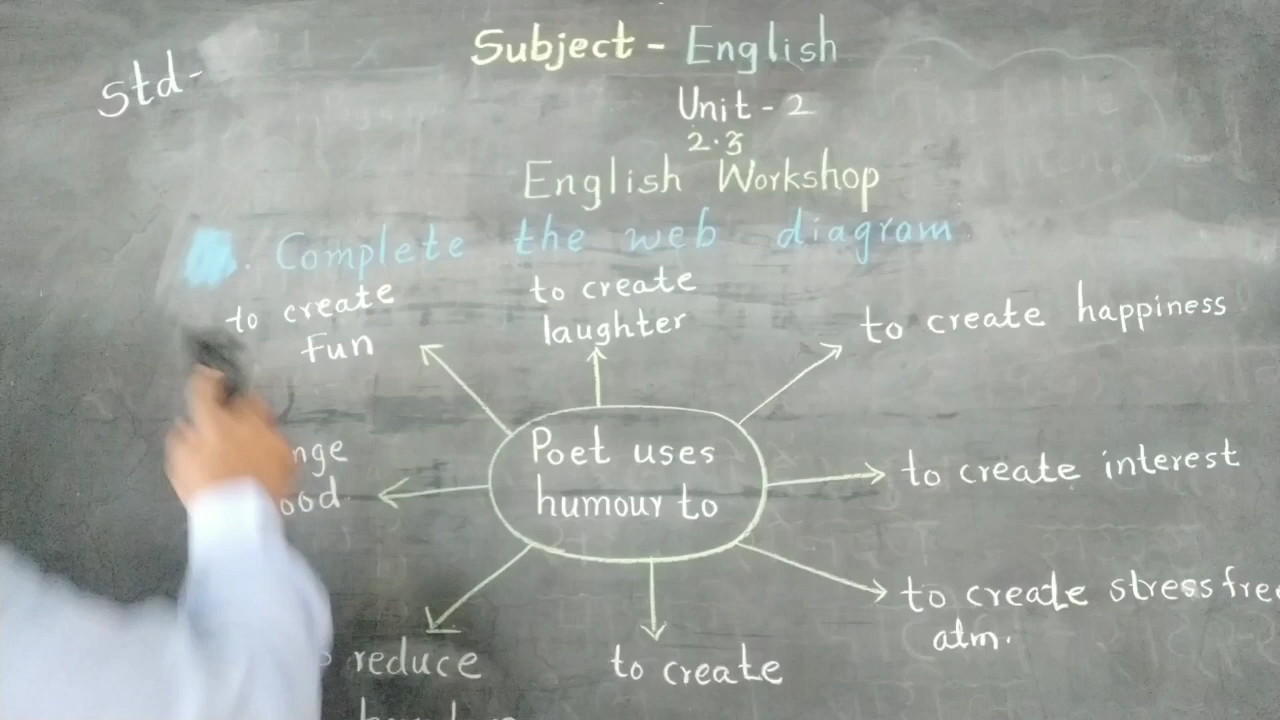 Std-
Subject - English
Unit - 2
2.3
English Workshop
Complete the web diagram
to create
Fun
to create
laughter
to create happiness
Poet uses
humour to
to create interest
to create stress free
atm.
reduce
to create